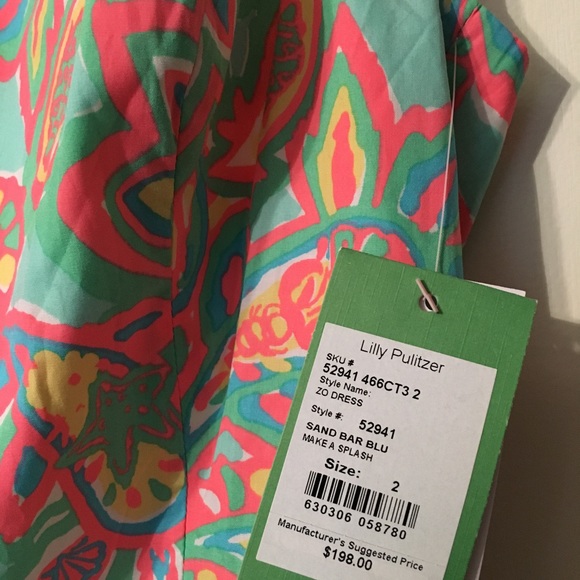 Lilly Pulitzer
SKU #
52941 466CT3 2
Style Name:
ZO DRESS
Style #: 52941
SAND BAR BLU
MAKE A SPLASH
Size: 2
630306 058780
Manufacturer's Suggested Price
$198.00